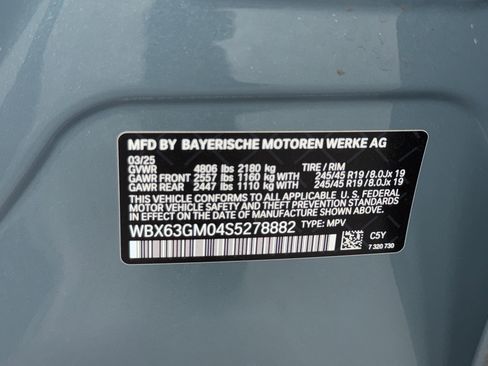 MFD BY BAYERISCHE MOTOREN WERKE AG
03/25
GVWR 4806 lbs 2180 kg TIRE / RIM
GAWR FRONT 2557 lbs 1160 kg 245/45 R19 / 8.0Jx 19
GAWR REAR 2447 lbs 1110 kg 245/45 R19 / 8.0Jx 19
THIS VEHICLE CONFORMS TO ALL APPLICABLE U.S. FEDERAL
MOTOR VEHICLE SAFETY, BUMPER, AND THEFT PREVENTION
STANDARDS IN EFFECT ON THE DATE OF MANUFACTURE SHOWN ABOVE.
WBX63GM04S5278882 TYPE: MPV
C5Y
7 320 730